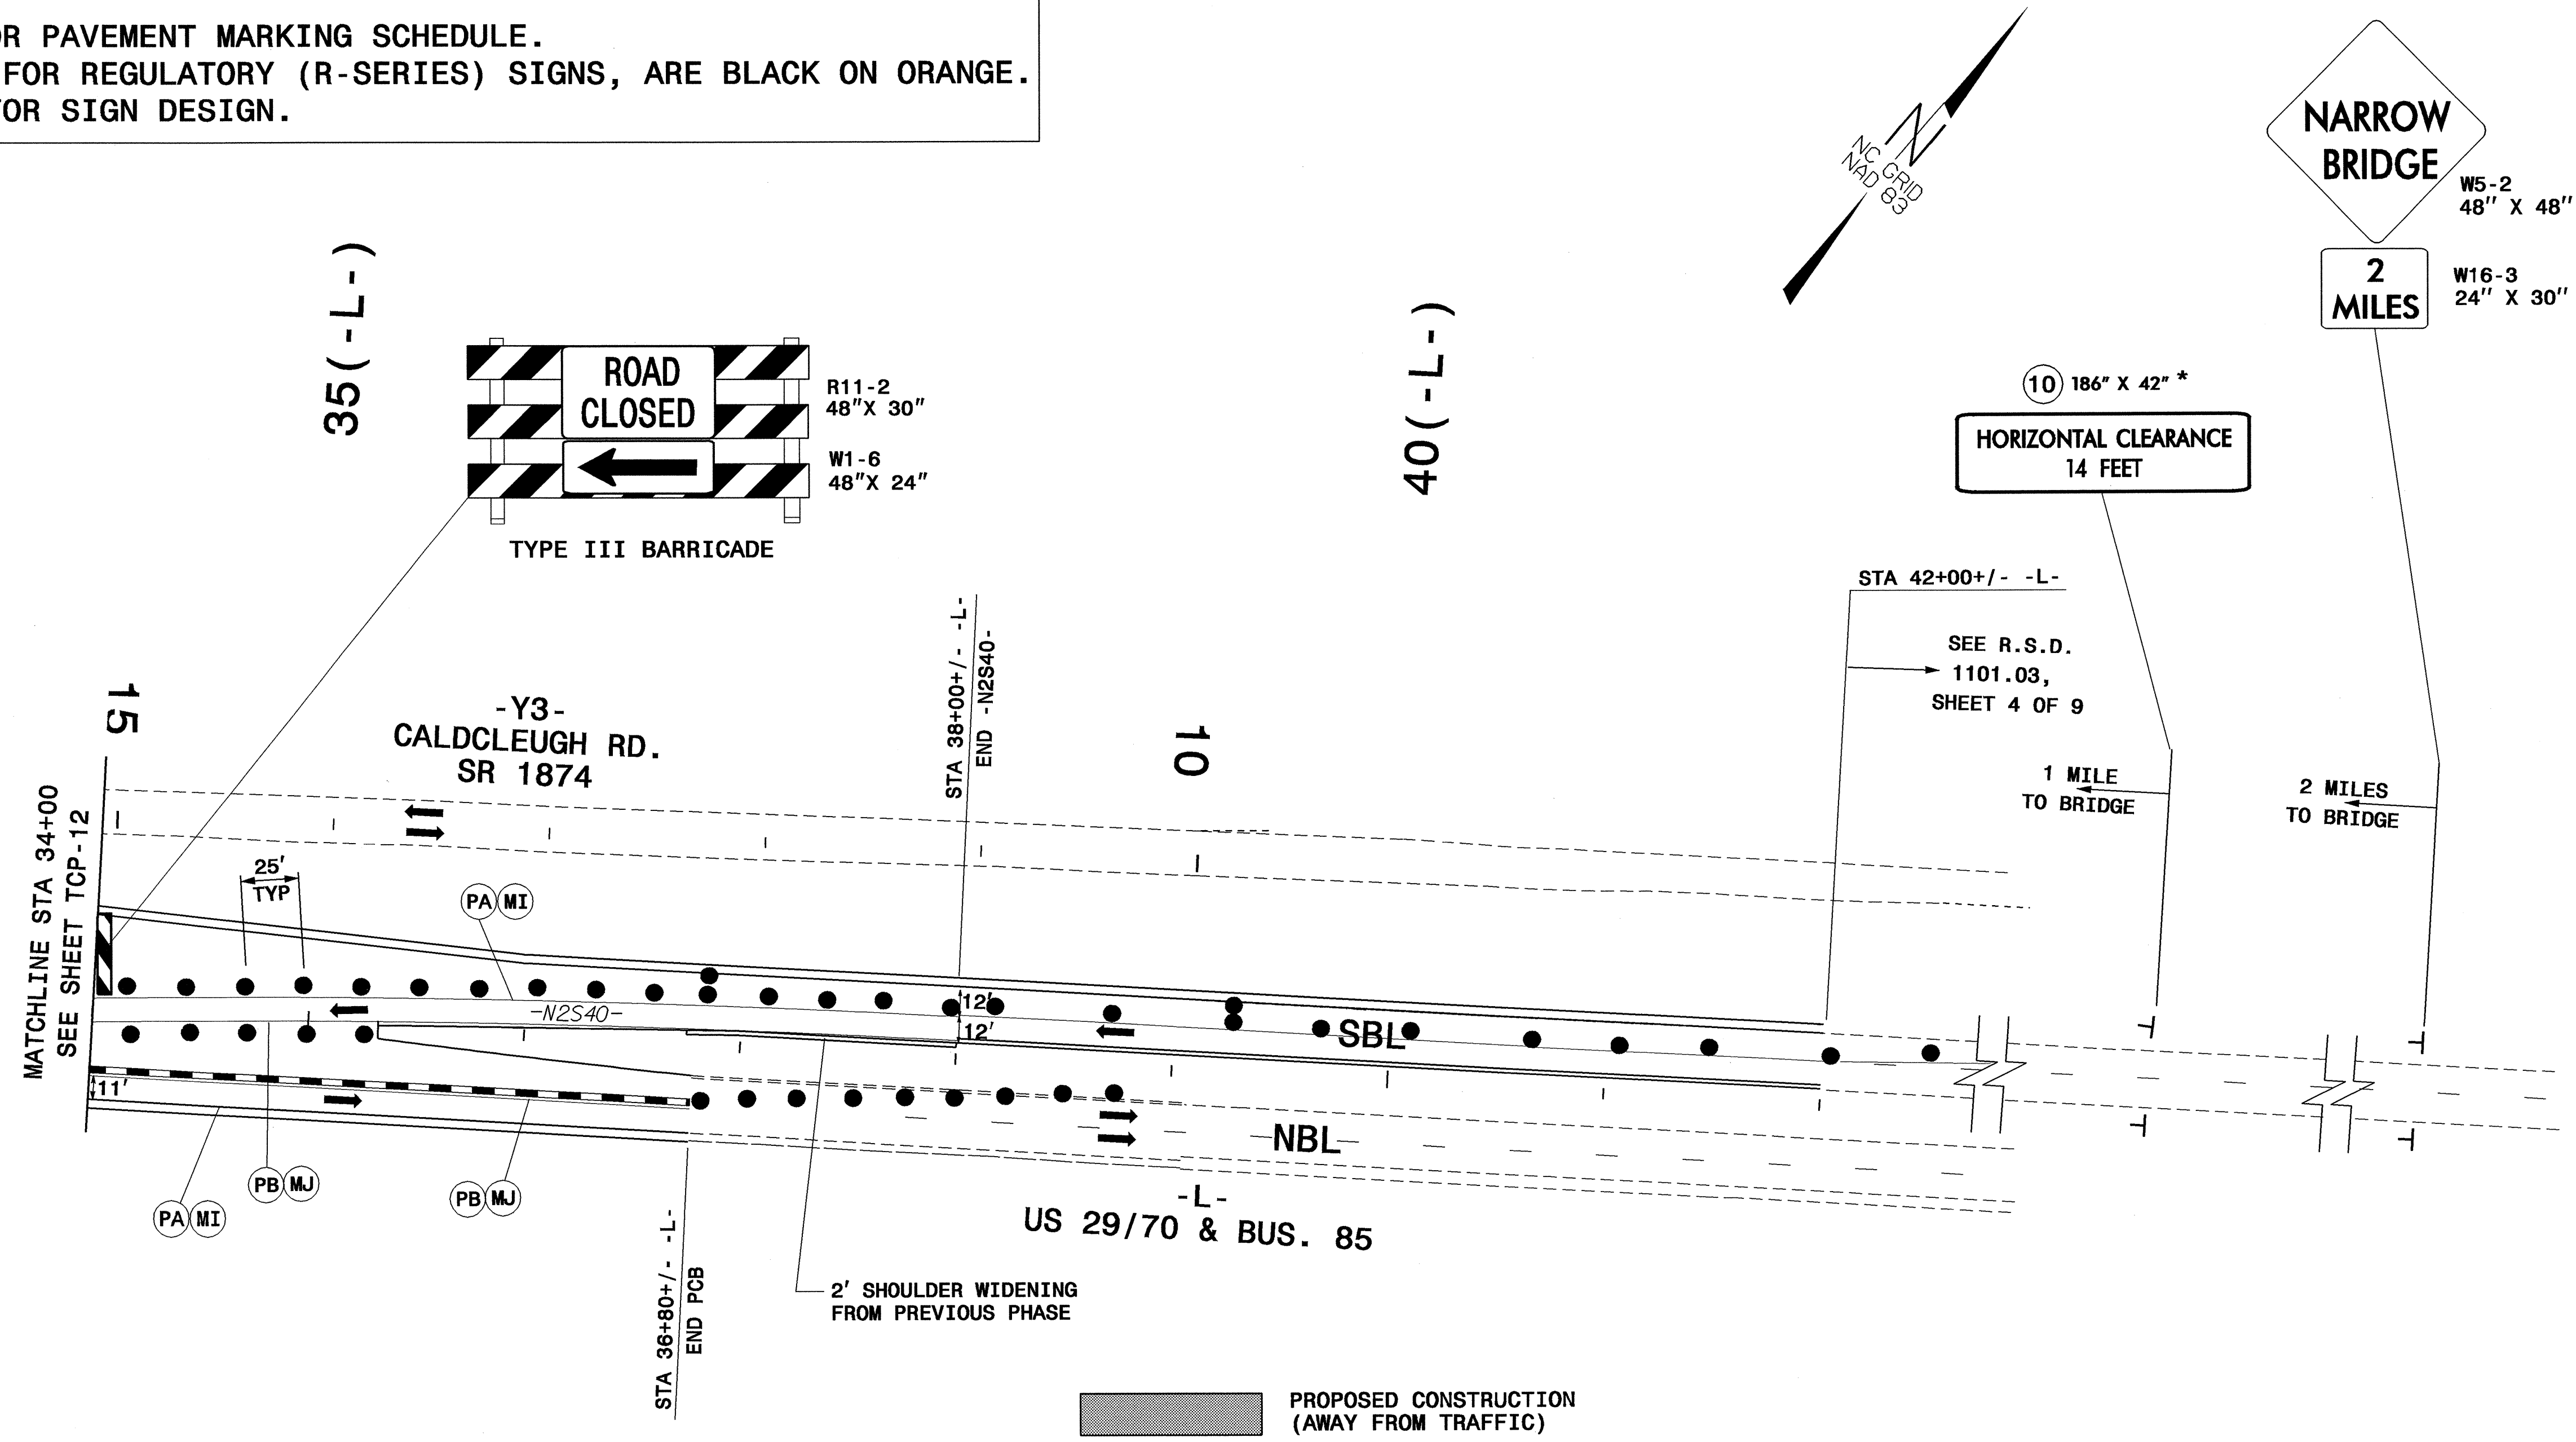 OR PAVEMENT MARKING SCHEDULE.
FOR REGULATORY (R-SERIES) SIGNS, ARE BLACK ON ORANGE.
FOR SIGN DESIGN.
N
NC GRID
NAD 83
NARROW
BRIDGE
W5-2
48" X 48"
2
MILES
W16-3
24" X 30"
35(-L-)
40(-L-)
ROAD
CLOSED
R11-2
48"X 30"
W1-6
48"X 24"
TYPE III BARRICADE
10 186" X 42" *
HORIZONTAL CLEARANCE
14 FEET
STA 42+00+/- -L-
SEE R.S.D.
1101.03,
SHEET 4 OF 9
1 MILE
TO BRIDGE
2 MILES
TO BRIDGE
STA 38+00+/- -L-
END -N2S40-
15
10
-Y3-
CALDCLEUGH RD.
SR 1874
MATCHLINE STA 34+00
SEE SHEET TCP-12
25'
TYP
PA MI
-N2S40-
12'
12'
SBL
11'
NBL
PA MI
PB MJ
PB MJ
-L-
US 29/70 & BUS. 85
STA 36+80+/- -L-
END PCB
2' SHOULDER WIDENING
FROM PREVIOUS PHASE
PROPOSED CONSTRUCTION
(AWAY FROM TRAFFIC)